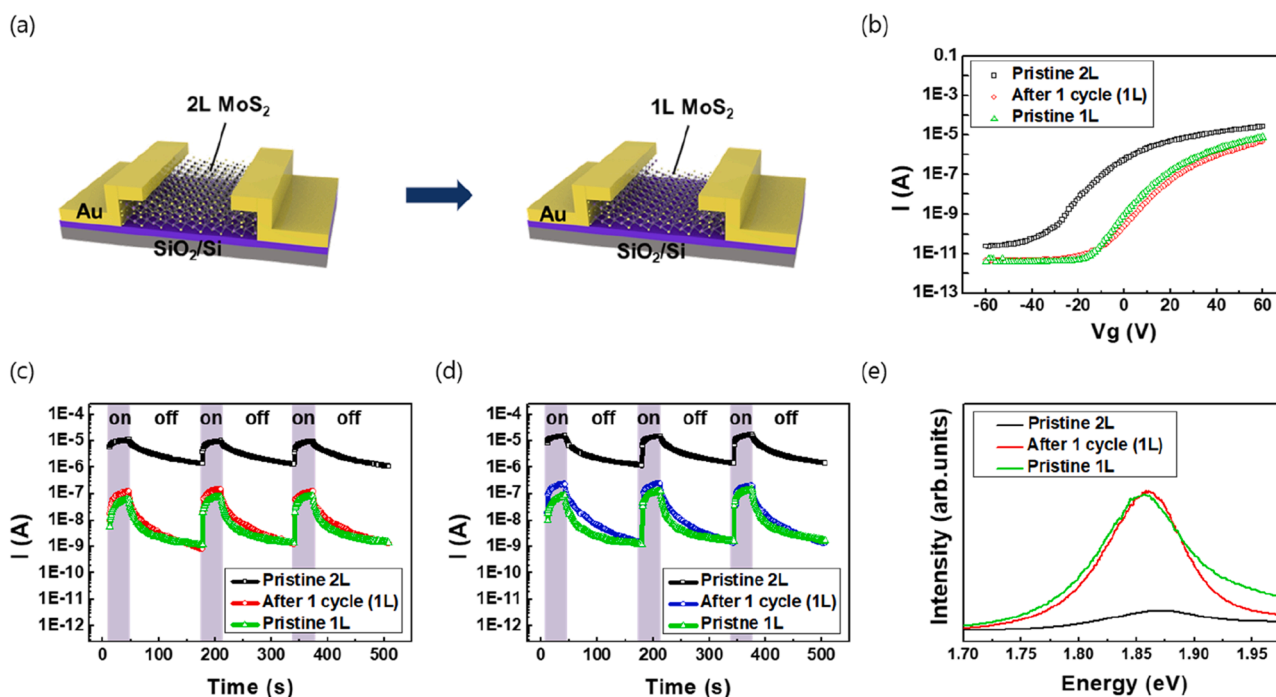 (a)
2L MoS2
Au
SiO2/Si
1L MoS2
Au
SiO2/Si
(b)
0.1
1E-3
1E-5
1E-7
1E-9
1E-11
1E-13
I (A)
Pristine 2L
After 1 cycle (1L)
Pristine 1L
-60 -40 -20 0 20 40 60
Vg (V)
(c)
on off on off on off
1E-4
1E-5
1E-6
1E-7
1E-8
1E-9
1E-10
1E-11
1E-12
I (A)
Pristine 2L
After 1 cycle (1L)
Pristine 1L
0 100 200 300 400 500
Time (s)
(d)
on off on off on off
1E-4
1E-5
1E-6
1E-7
1E-8
1E-9
1E-10
1E-11
1E-12
I (A)
Pristine 2L
After 1 cycle (1L)
Pristine 1L
0 100 200 300 400 500
Time (s)
(e)
Pristine 2L
After 1 cycle (1L)
Pristine 1L
Intensity (arb.units)
1.70 1.75 1.80 1.85 1.90 1.95
Energy (eV)